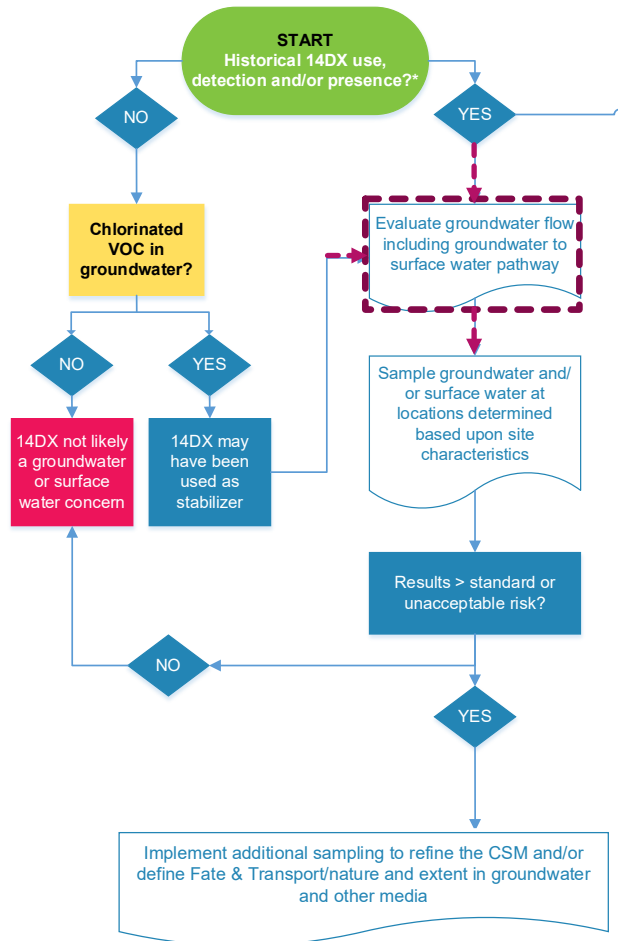 START
Historical 14DX use,
detection and/or presence?*
NO
YES
Chlorinated
VOC in
groundwater?
Evaluate groundwater flow
including groundwater to
surface water pathway
NO
YES
Sample groundwater and/
or surface water at
locations determined
based upon site
characteristics
14DX not likely
a groundwater
or surface
water concern
14DX may
have been
used as
stabilizer
Results > standard or
unacceptable risk?
NO
YES
Implement additional sampling to refine the CSM and/or
define Fate & Transport/nature and extent in groundwater
and other media